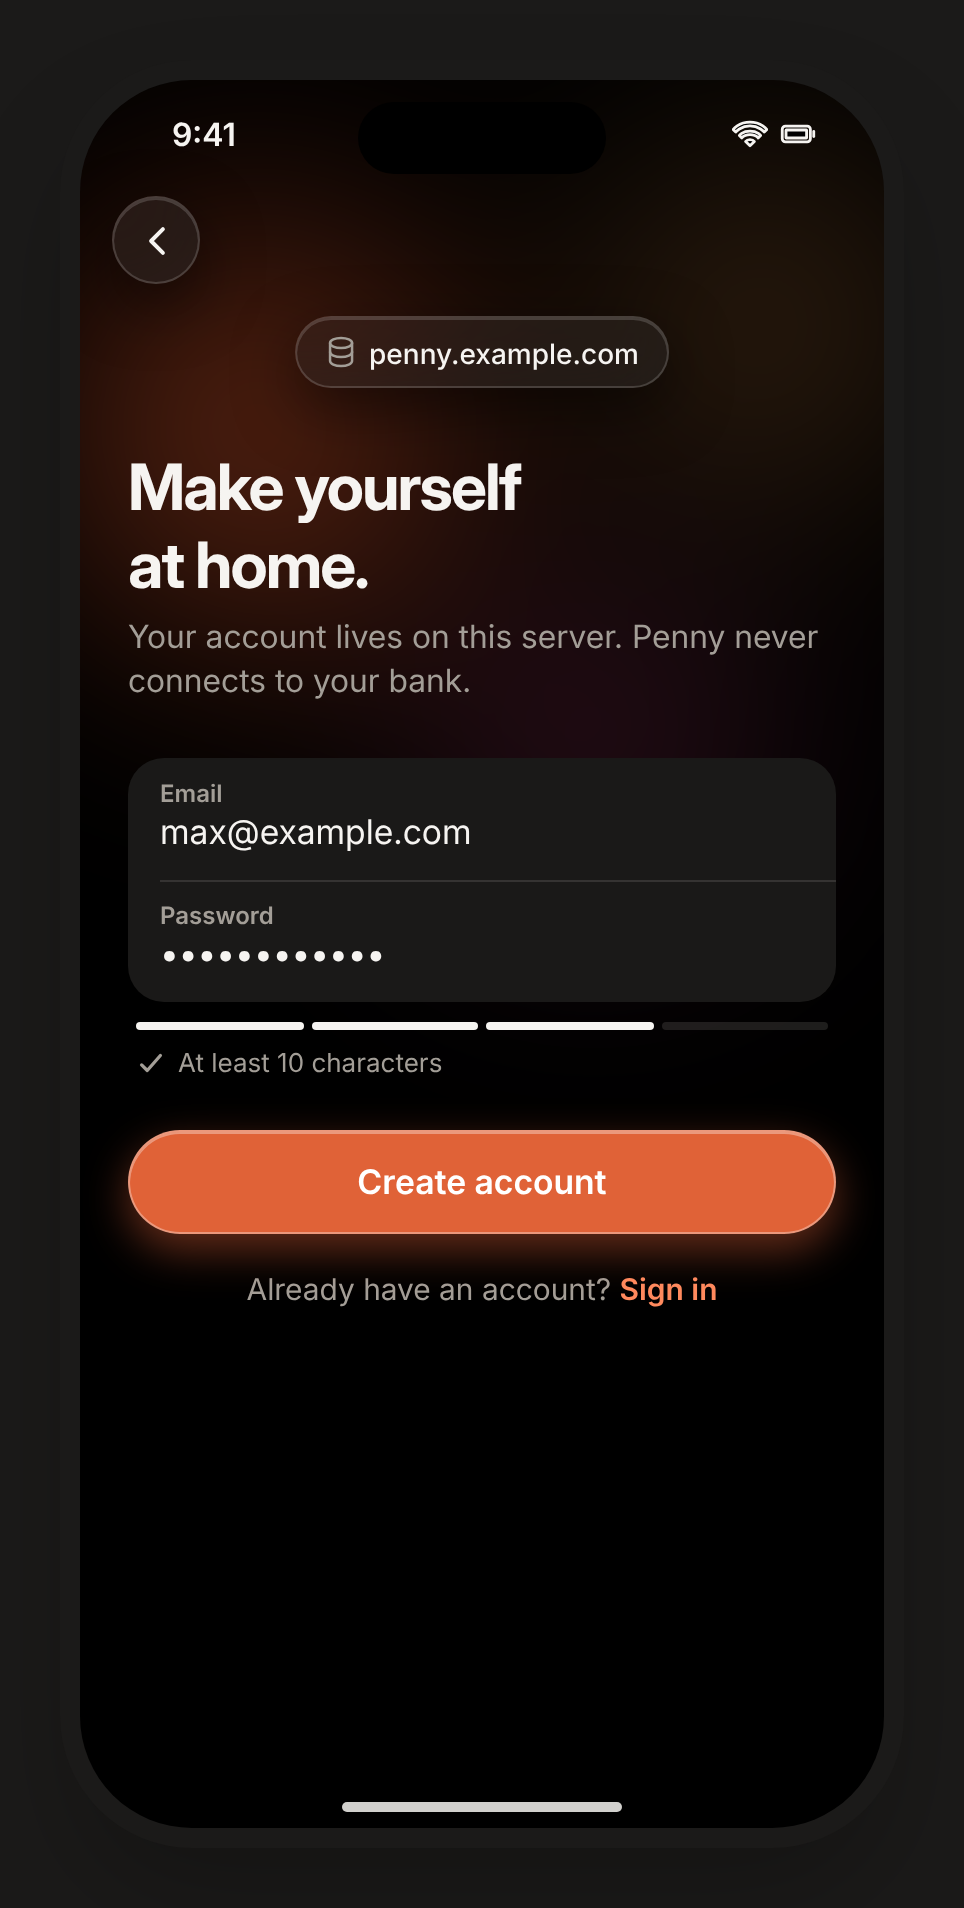 9:41
penny.example.com
Make yourself
at home.
Your account lives on this server. Penny never
connects to your bank.
Email
max@example.com
Password
••••••••••••
At least 10 characters
Create account
Already have an account? Sign in